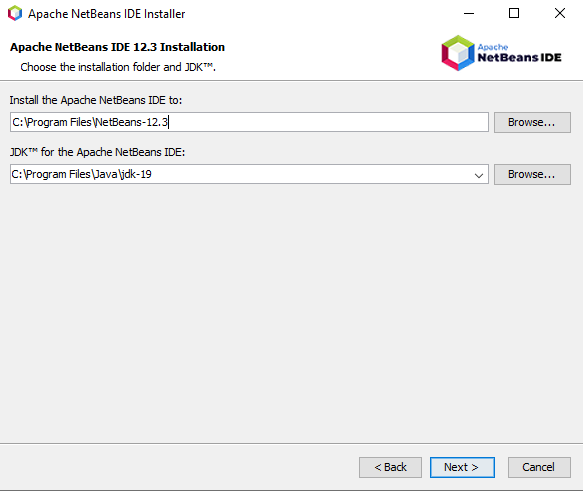 Apache NetBeans IDE Installer
Apache NetBeans IDE 12.3 Installation
Choose the installation folder and JDK™.
Apache
NetBeans IDE
Install the Apache NetBeans IDE to:
C:\Program Files\NetBeans-12.3
Browse...
JDK™ for the Apache NetBeans IDE:
C:\Program Files\Java\jdk-19
Browse...
< Back
Next >
Cancel